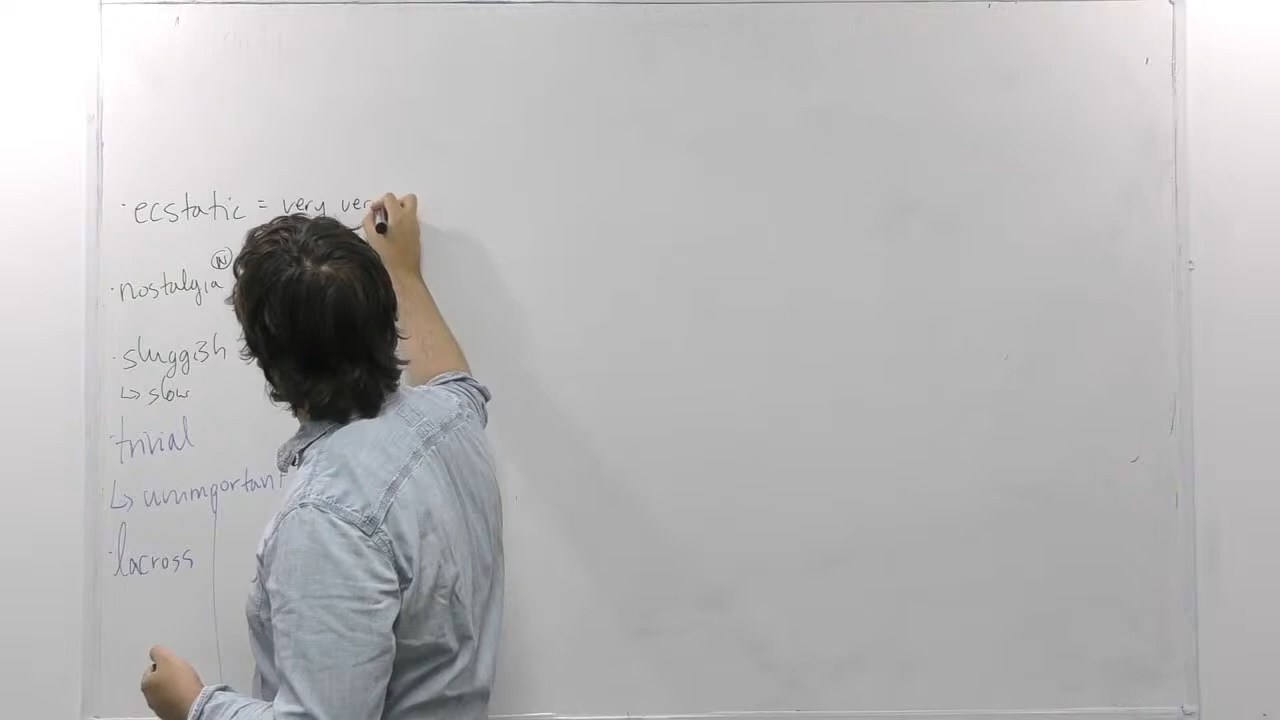 · ecstatic = very ver
Ⓝ
· nostalgia
· sluggish
↳ slow
· trivial
↳ unimportant
· lacross